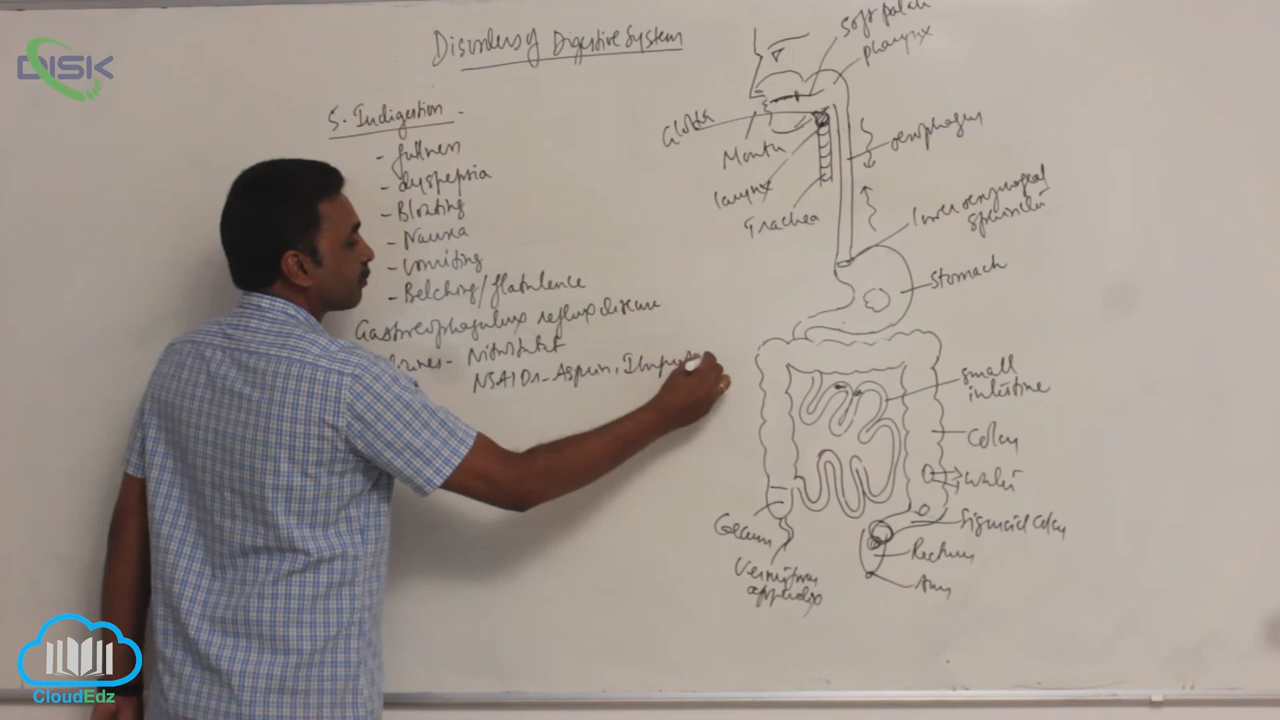 DISK
Disorders of Digestive System
5. Indigestion -
- fullness
- dyspepsia
- Bloating
- Nausea
- vomiting
- Belching/flatulence
reflux disease
NSAIDs - Aspirin,
soft palate
pharynx
Glottis
Mouth
larynx
Trachea
oesophagus
lower oesophageal
sphincter
stomach
small
intestine
Colon
water
Sigmoid colon
Rectum
Anus
Caecum
Vermiform
appendix
CloudEdz